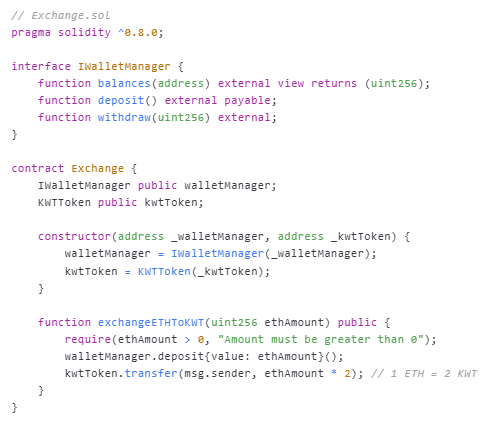 // Exchange.sol
pragma solidity ^0.8.0;

interface IWalletManager {
    function balances(address) external view returns (uint256);
    function deposit() external payable;
    function withdraw(uint256) external;
}

contract Exchange {
    IWalletManager public walletManager;
    KWTToken public kwtToken;

    constructor(address _walletManager, address _kwtToken) {
        walletManager = IWalletManager(_walletManager);
        kwtToken = KWTToken(_kwtToken);
    }

    function exchangeETHToKWT(uint256 ethAmount) public {
        require(ethAmount > 0, "Amount must be greater than 0");
        walletManager.deposit{value: ethAmount}();
        kwtToken.transfer(msg.sender, ethAmount * 2); // 1 ETH = 2 KWT
    }
}